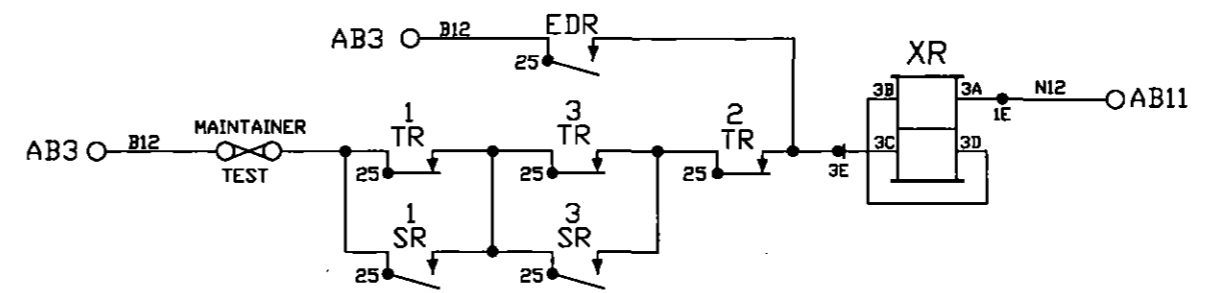 AB3 B12 EDR
25
XR
3B 3A N12 AB11
1E
3C 3D
3E
AB3 B12 MAINTAINER
TEST
1 3 2
TR TR TR
25 25 25
1 3
SR SR
25 25